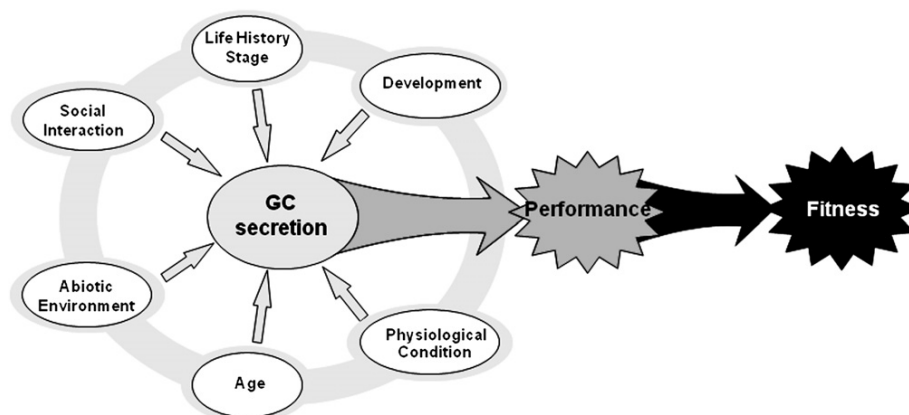 Life History
Stage
Development
Social
Interaction
GC
secretion
Performance
Fitness
Abiotic
Environment
Physiological
Condition
Age